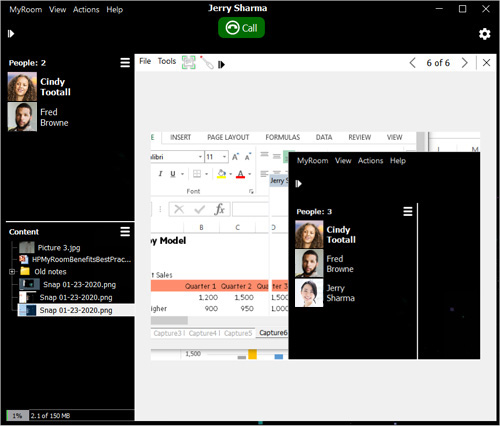 Jerry Sharma
MyRoom View Actions Help
Call
People: 2
Cindy
Tootall
Fred
Browne
Content
Picture 3.jpg
HPMyRoomBenefitsBestPrac...
Old notes
Snap 01-23-2020.png
Snap 01-23-2020.png
Snap 01-23-2020.png
1% 2.1 of 150 MB
File Tools 6 of 6
INSERT PAGE LAYOUT FORMULAS DATA REVIEW VIEW
11
Font
Jerry S
B C D
y Model
t Sales
Quarter 1 Quarter 2 Quarter 3
1,200 1,500 1,500
igher 900 950 1,000
Capture3 Capture4 Capture5 Capture6
1,500
MyRoom View Actions Help
People: 3
Cindy
Tootall
Fred
Browne
Jerry
Sharma